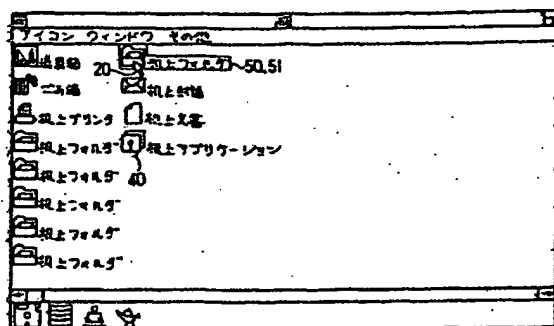 アイコン ウィンドウ その他
道具箱
20
机上フォルダ
50,51
ごみ箱
机上封筒
机上プリンタ
机上文書
机上フォルダ
机上アプリケーション
机上フォルダ
40
机上フォルダ
机上フォルダ
机上フォルダ